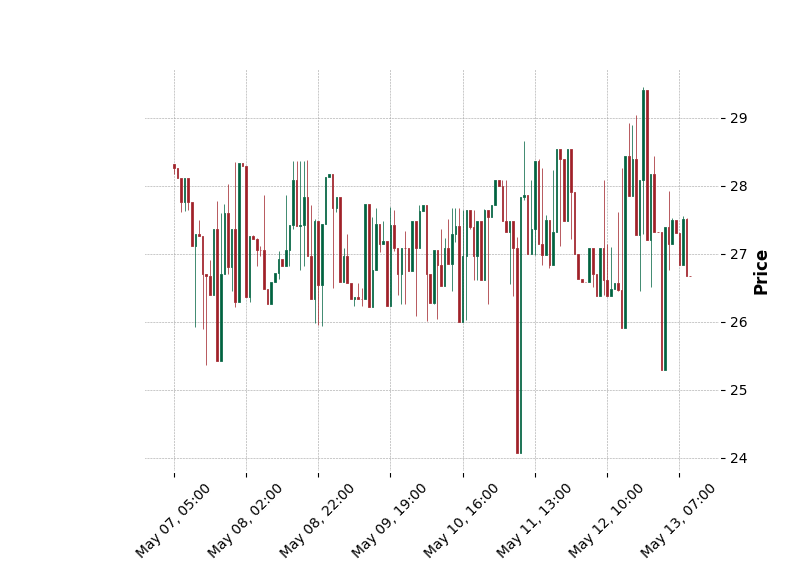 29
28
27
26
25
24
Price
May 07, 05:00
May 08, 02:00
May 08, 22:00
May 09, 19:00
May 10, 16:00
May 11, 13:00
May 12, 10:00
May 13, 07:00